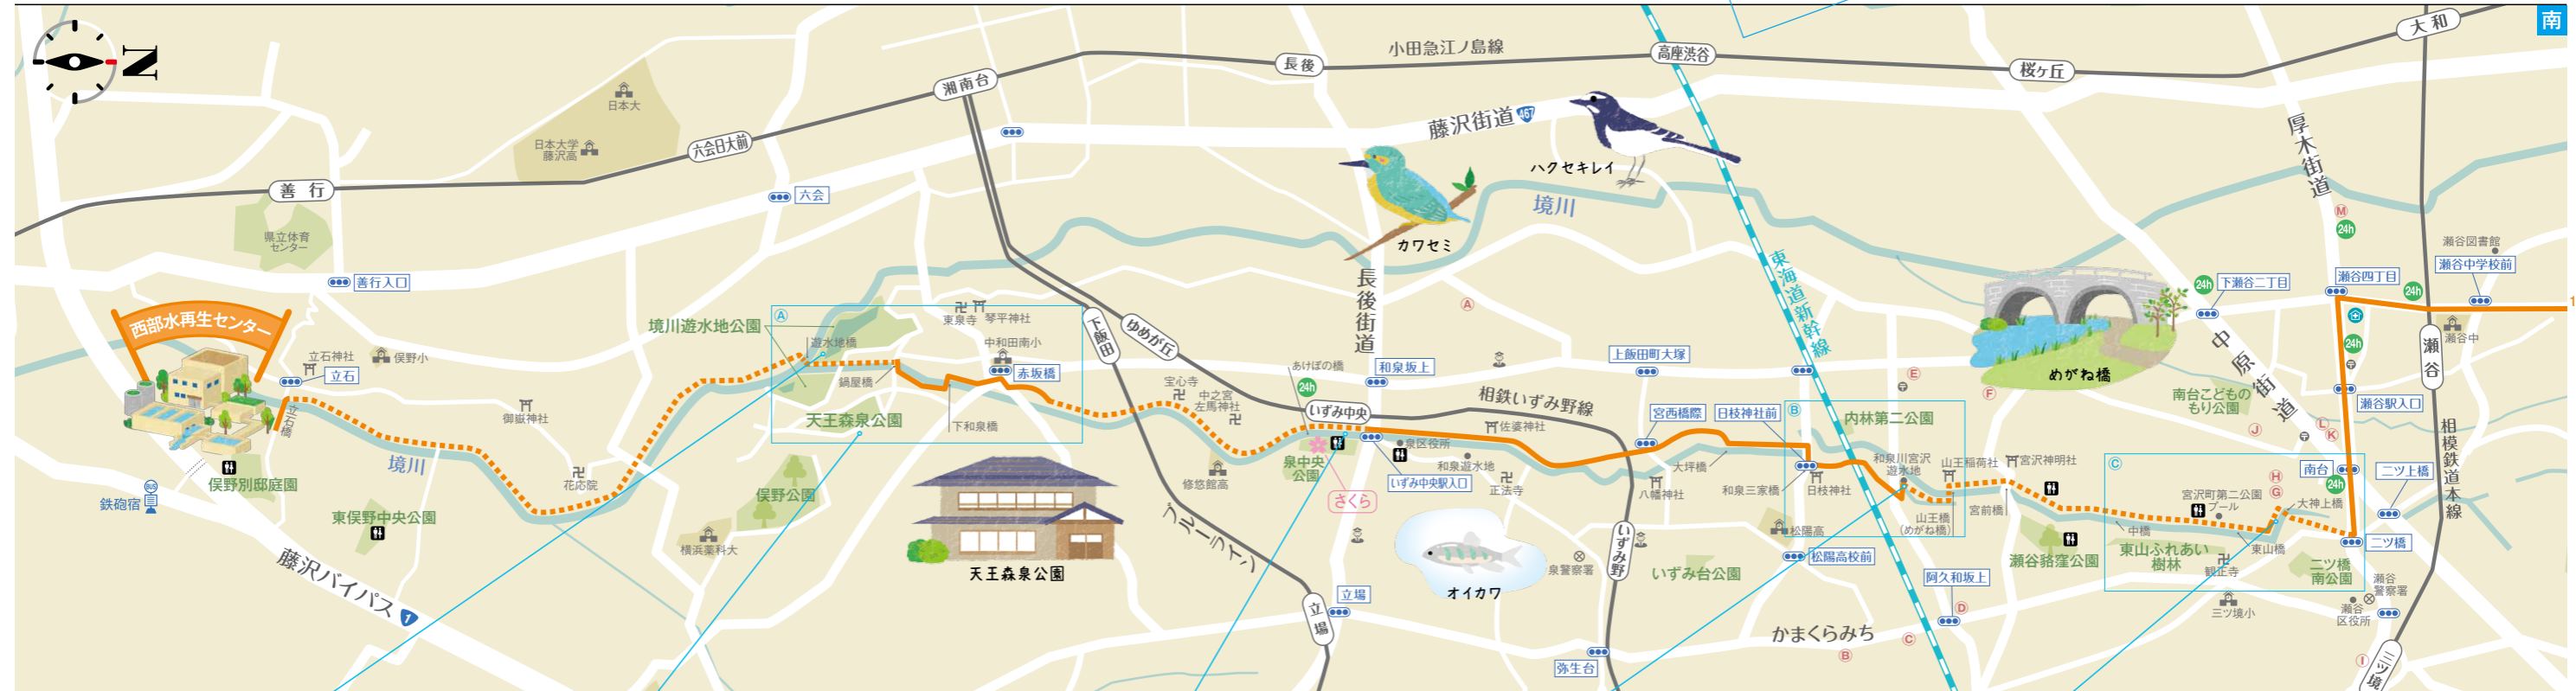 南
N
大和
小田急江ノ島線
高座渋谷
長後
桜ケ丘
湘南台
日本大
日本大学
藤沢高
六会日大前
善行
藤沢街道
467
ハクセキレイ
厚木街道
六会
境川
カワセミ
県立体育
センター
善行入口
M
24h
瀬谷図書館
瀬谷中学校前
東海道新幹線
長後街道
24h
下瀬谷二丁目
瀬谷四丁目
24h
西部水再生センター
境川遊水地公園
A
東泉寺
琴平神社
下飯田
ゆめが丘
A
遊水地橋
中和田南小
赤坂橋
鍋屋橋
立石神社
俣野小
立石
立石橋
あけぼの橋
24h
和泉坂上
上飯田町大塚
めがね橋
中原街道
24h
瀬谷
瀬谷中
E
F
南台こどもの
もり公園
瀬谷駅入口
宝心寺
中之宮
左馬神社
いずみ中央
相鉄いずみ野線
佐婆神社
宮西橋際
日枝神社前
B
内林第二公園
J
L
K
相模鉄道本線
御嶽神社
天王森泉公園
下和泉橋
泉区役所
和泉遊水地
大坪橋
和泉川宮沢
遊水地
山王稲荷社
宮沢神明社
C
南台
24h
二ツ上橋
境川
花応院
俣野別邸庭園
鉄砲宿
BUS
東俣野中央公園
俣野公園
修悠館高
泉中央
公園
さくら
いずみ中央駅入口
正法寺
八幡神社
和泉三家橋
日枝神社
山王橋
(めがね橋)
宮前橋
宮沢町第二公園
プール
H
G
大神上橋
中橋
東山橋
二ツ橋
横浜薬科大
天王森泉公園
ブルーライン
オイカワ
泉警察署
いずみ野
いずみ台公園
松陽高
松陽高校前
阿久和坂上
瀬谷貉窪公園
東山ふれあい
樹林
観正寺
二ツ橋
南公園
藤沢バイパス
1
立場
立場
弥生台
かまくらみち
B
C
D
三ツ境小
瀬谷
警察署
瀬谷
区役所
I
三ツ境